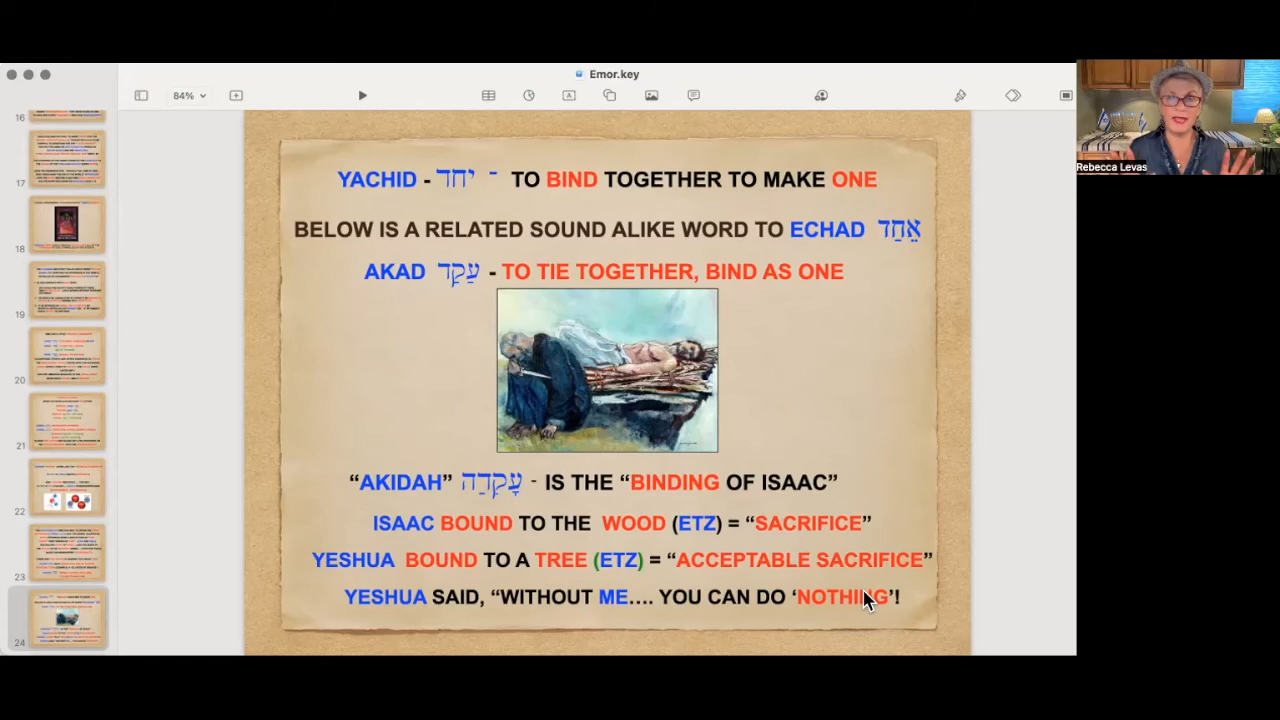 Emor.key
84%
Rebecca Levas
16
17
18
19
20
21
22
23
24
YACHID - יחד - TO BIND TOGETHER TO MAKE ONE
BELOW IS A RELATED SOUND ALIKE WORD TO ECHAD אֵחַד
AKAD עַקָד - TO TIE TOGETHER, BIND AS ONE
“AKIDAH” עָקְדַה - IS THE “BINDING OF ISAAC”
ISAAC BOUND TO THE WOOD (ETZ) = “SACRIFICE”
YESHUA BOUND TO A TREE (ETZ) = “ACCEPTABLE SACRIFICE”
YESHUA SAID, “WITHOUT ME.... YOU CAN DO ‘NOTHING’!